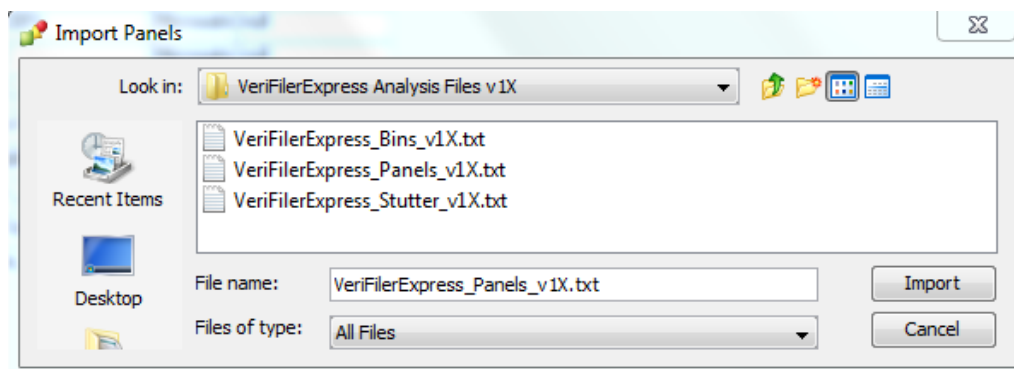 Import Panels
Look in:
VeriFilerExpress Analysis Files v1X
VeriFilerExpress_Bins_v1X.txt
VeriFilerExpress_Panels_v1X.txt
VeriFilerExpress_Stutter_v1X.txt
Recent Items
Desktop
File name:
VeriFilerExpress_Panels_v1X.txt
Import
Files of type:
All Files
Cancel